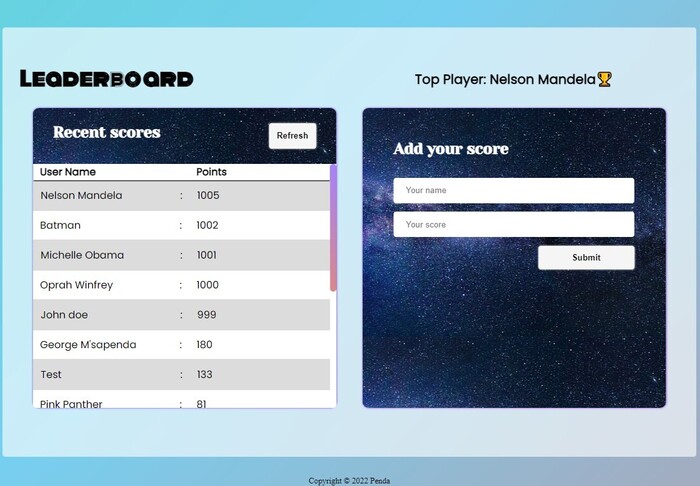 Leaderboard
Top Player: Nelson Mandela🏆
Recent scores
Refresh
User Name Points
Nelson Mandela : 1005
Batman : 1002
Michelle Obama : 1001
Oprah Winfrey : 1000
John doe : 999
George M'sapenda : 180
Test : 133
Pink Panther : 81
Add your score
Your name
Your score
Submit
Copyright © 2022 Penda